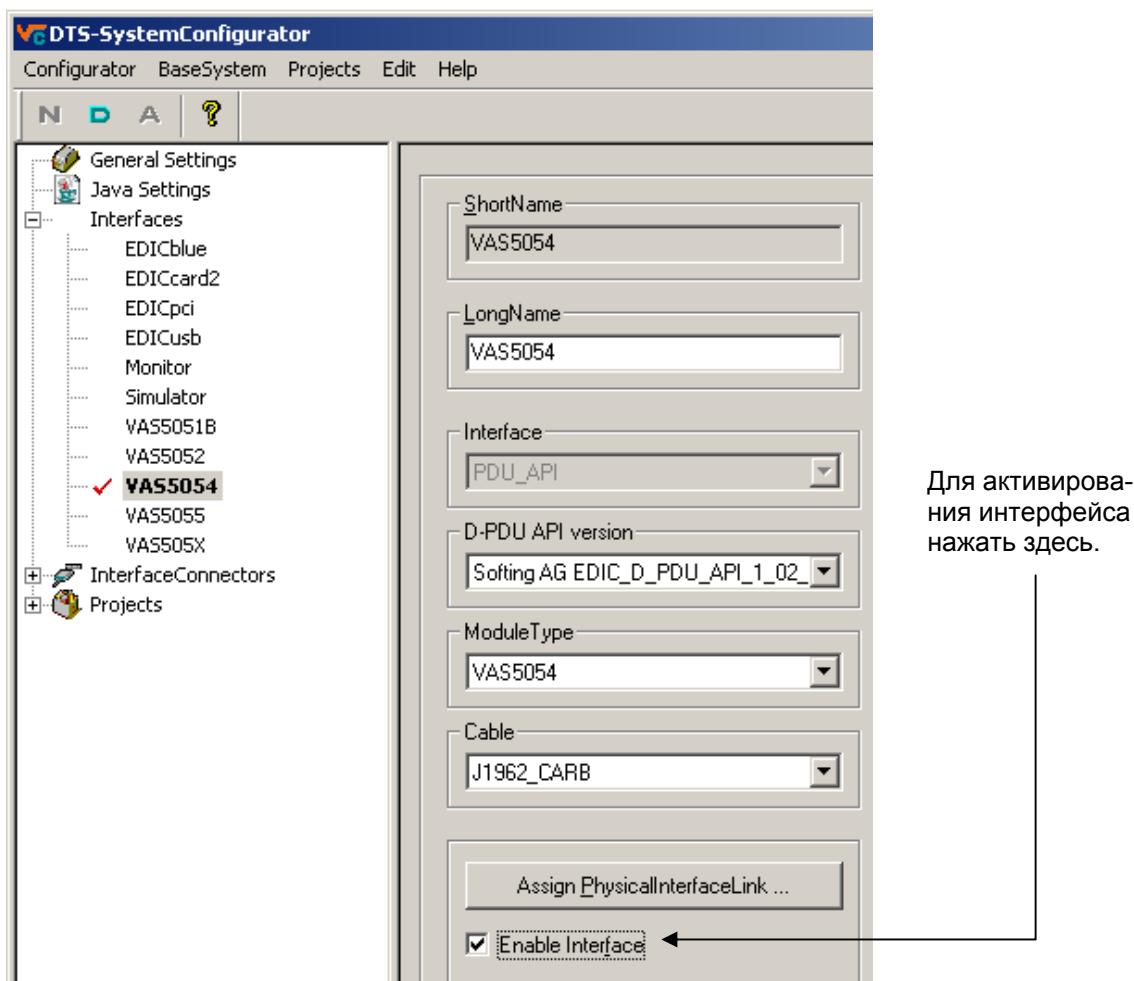 DTS-SystemConfigurator
Configurator BaseSystem Projects Edit Help
N D A ?
General Settings
Java Settings
Interfaces
EDICblue
EDICcard2
EDICpci
EDICusb
Monitor
Simulator
VAS5051B
VAS5052
VAS5054
VAS5055
VAS505X
InterfaceConnectors
Projects
ShortName
VAS5054
LongName
VAS5054
Interface
PDU_API
D-PDU API version
Softing AG EDIC_D_PDU_API_1_02_
ModuleType
VAS5054
Cable
J1962_CARB
Assign PhysicalInterfaceLink ...
Enable Interface
Для активирова-
ния интерфейса
нажать здесь.